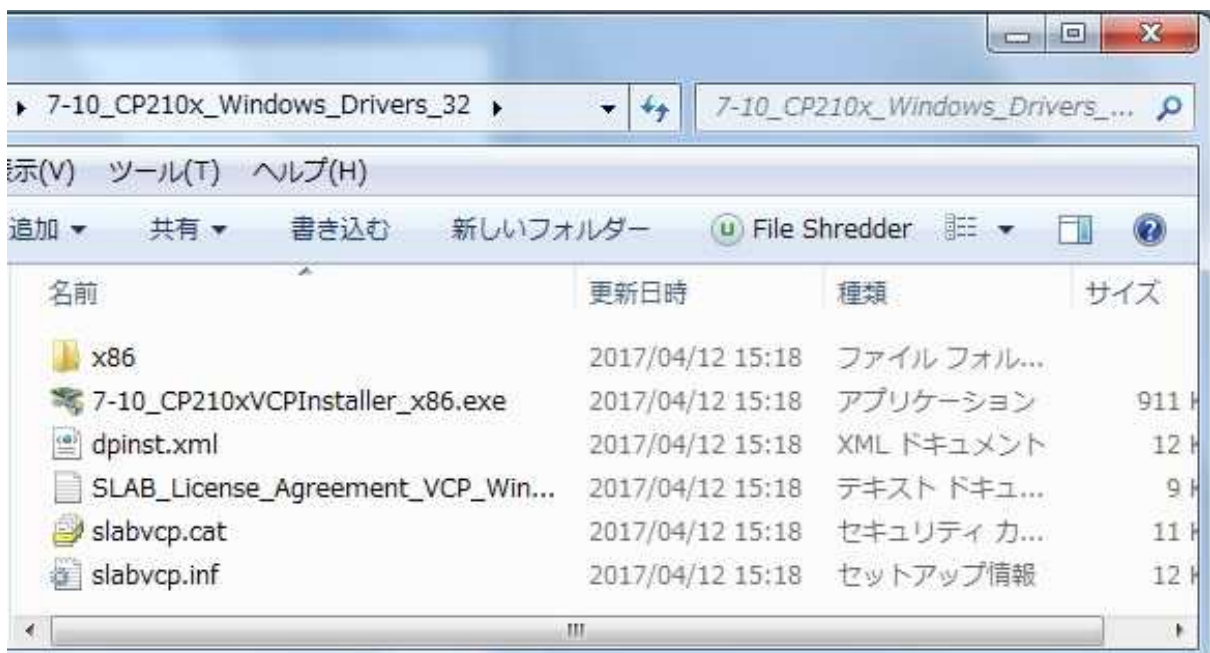 7-10_CP210x_Windows_Drivers_32 7-10_CP210x_Windows_Drivers_...
表示(V) ツール(T) ヘルプ(H)
追加 共有 書き込む 新しいフォルダー File Shredder
名前 更新日時 種類 サイズ
x86 2017/04/12 15:18 ファイル フォル...
7-10_CP210xVCPInstaller_x86.exe 2017/04/12 15:18 アプリケーション 911 K
dpinst.xml 2017/04/12 15:18 XML ドキュメント 12 K
SLAB_License_Agreement_VCP_Win... 2017/04/12 15:18 テキスト ドキュ... 9 K
slabvcp.cat 2017/04/12 15:18 セキュリティ カ... 11 K
slabvcp.inf 2017/04/12 15:18 セットアップ情報 12 K